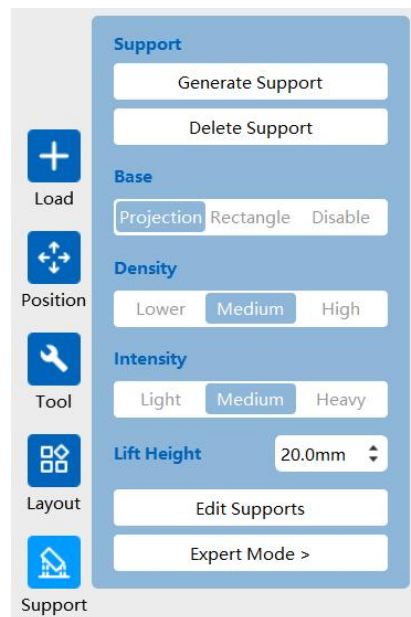 Support
Generate Support
Delete Support
Load
Base
Projection Rectangle Disable
Position
Density
Lower Medium High
Intensity
Tool
Light Medium Heavy
Lift Height 20.0mm
Layout
Edit Supports
Expert Mode >
Support